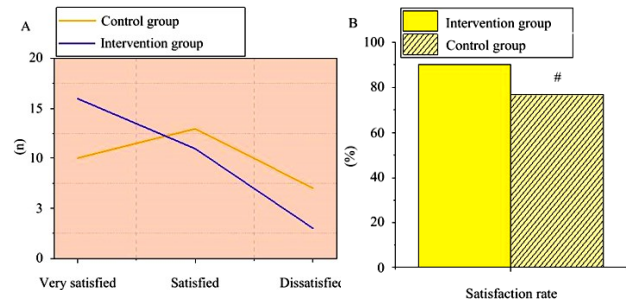 A
Control group
Intervention group
20
15
10
3
0
(n)
Very satisfied
Satisfied
Dissatisfied
B
Intervention group
Control group
100
80
60
40
20
0
(%)
#
Satisfaction rate